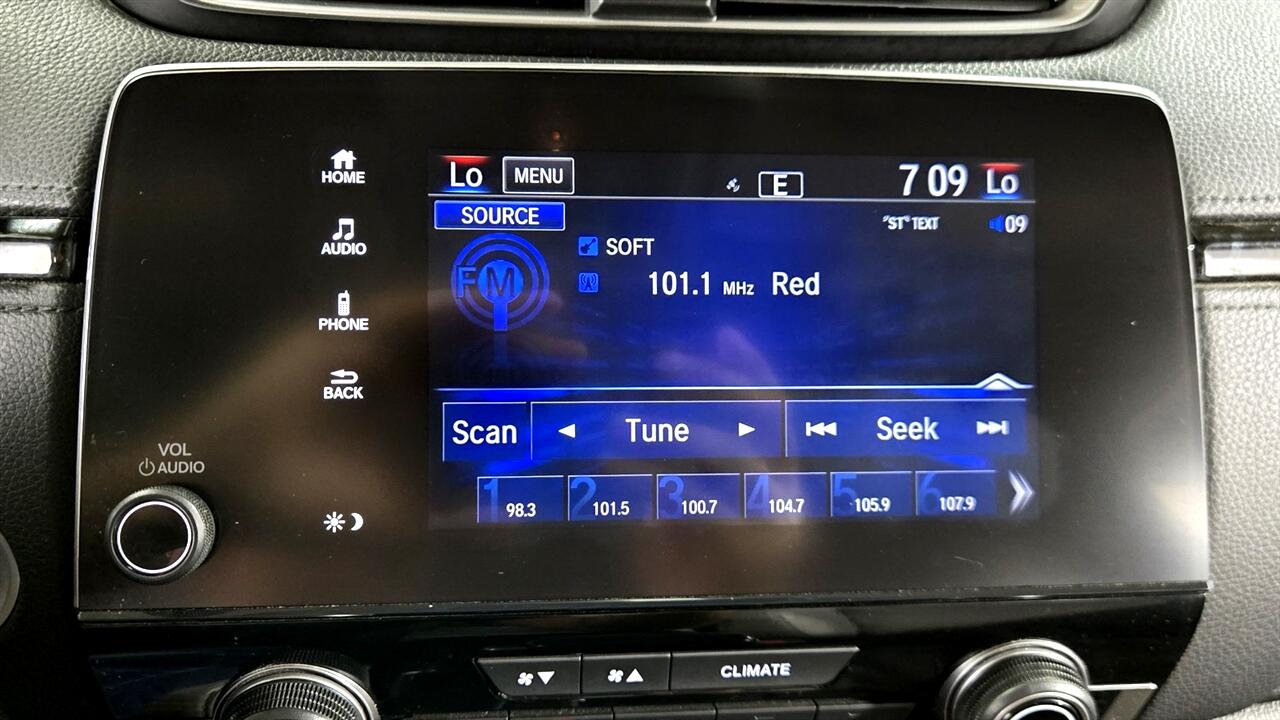 HOME
AUDIO
PHONE
BACK
VOL
AUDIO
Lo MENU E 7 09 Lo
SOURCE "ST" TEXT 09
FM SOFT
101.1 MHz Red
Scan Tune Seek
1 98.3 2 101.5 3 100.7 4 104.7 5 105.9 6 107.9
CLIMATE